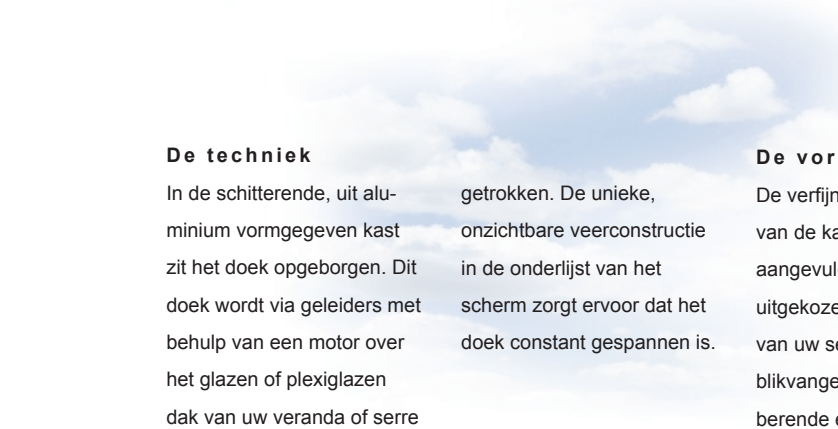 De techniek
In de schitterende, uit alu-
minium vormgegeven kast
zit het doek opgeborgen. Dit
doek wordt via geleiders met
behulp van een motor over
het glazen of plexiglazen
dak van uw veranda of serre
getrokken. De unieke,
onzichtbare veerconstructie
in de onderlijst van het
scherm zorgt ervoor dat het
doek constant gespannen is.
De vor
De verfijn
van de ka
aangevul
uitgekoze
van uw se
blikvange
berende e